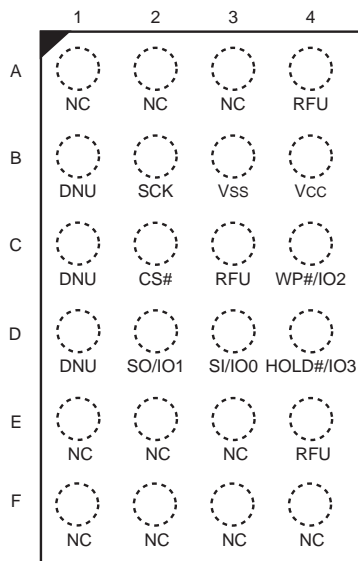 1 2 3 4
A
NC NC NC RFU
B
DNU SCK VSS VCC
C
DNU CS# RFU WP#/IO2
D
DNU SO/IO1 SI/IO0 HOLD#/IO3
E
NC NC NC RFU
F
NC NC NC NC